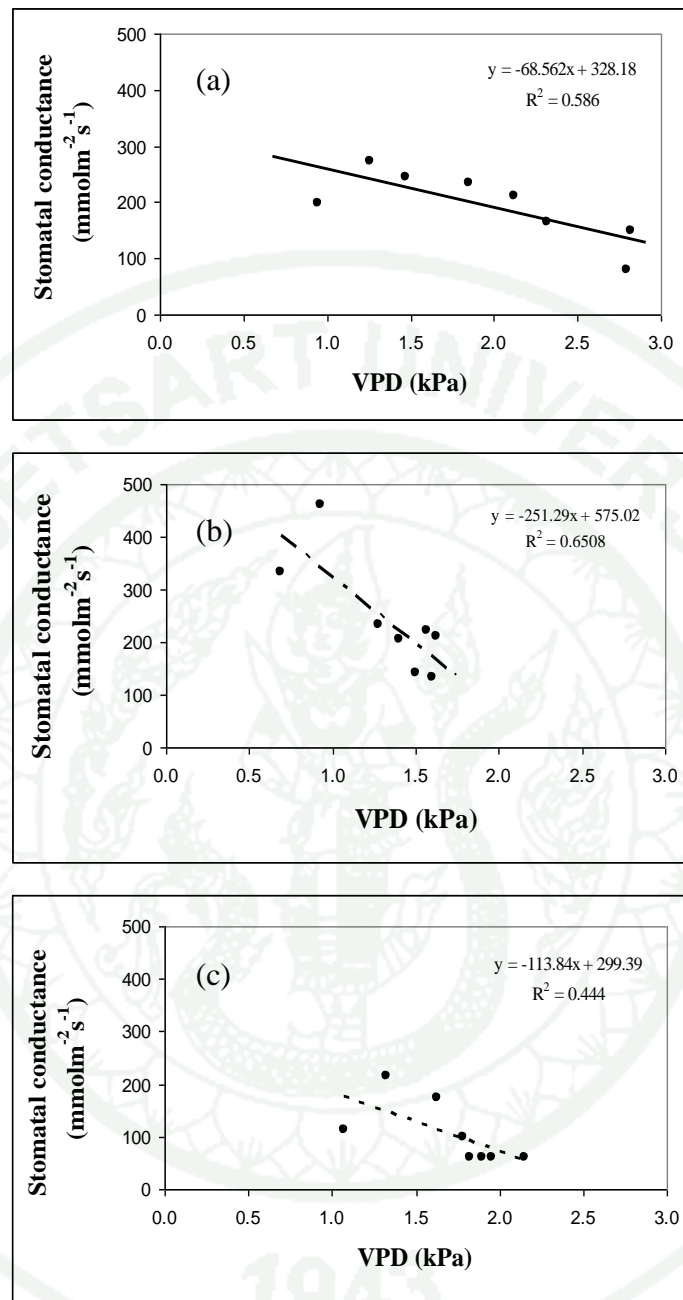 500
400
300
200
100
0
Stomatal conductance
(mmolm⁻²s⁻¹)
(a)
y = -68.562x + 328.18
R² = 0.586
0.0 0.5 1.0 1.5 2.0 2.5 3.0
VPD (kPa)
500
400
300
200
100
0
Stomatal conductance
(mmolm⁻²s⁻¹)
(b)
y = -251.29x + 575.02
R² = 0.6508
0.0 0.5 1.0 1.5 2.0 2.5 3.0
VPD (kPa)
500
400
300
200
100
0
Stomatal conductance
(mmolm⁻²s⁻¹)
(c)
y = -113.84x + 299.39
R² = 0.444
0.0 0.5 1.0 1.5 2.0 2.5 3.0
VPD (kPa)
ETSART UNIVER
1943